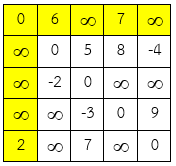 0 6 ∞ 7 ∞
∞ 0 5 8 -4
∞ -2 0 ∞ ∞
∞ ∞ -3 0 9
2 ∞ 7 ∞ 0